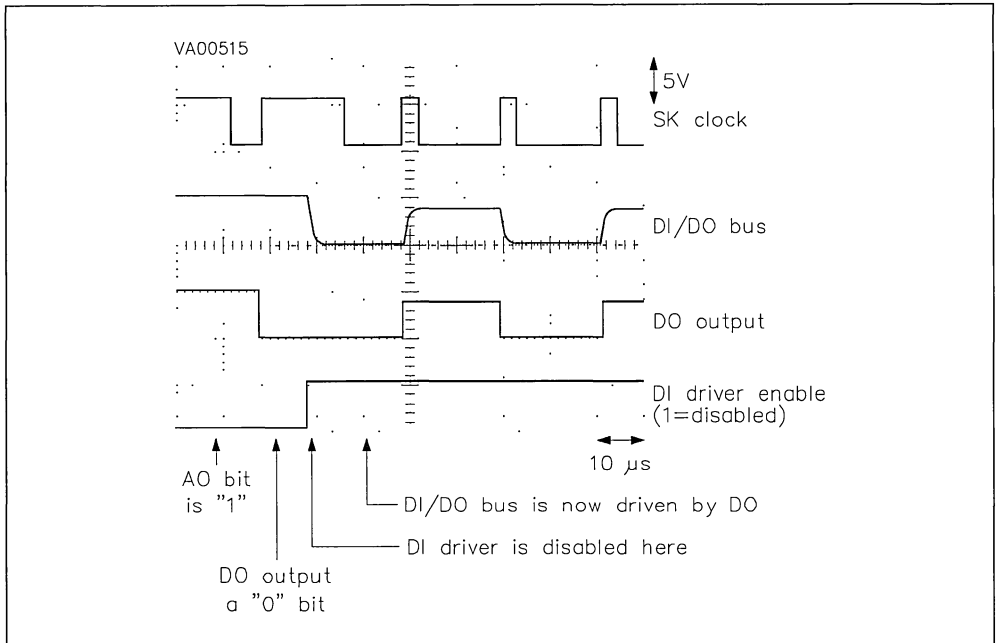 VA00515
5V
SK clock
DI/DO bus
DO output
DI driver enable
(1=disabled)
10 µs
AO bit
is "1"
DI/DO bus is now driven by DO
DI driver is disabled here
DO output
a "0" bit